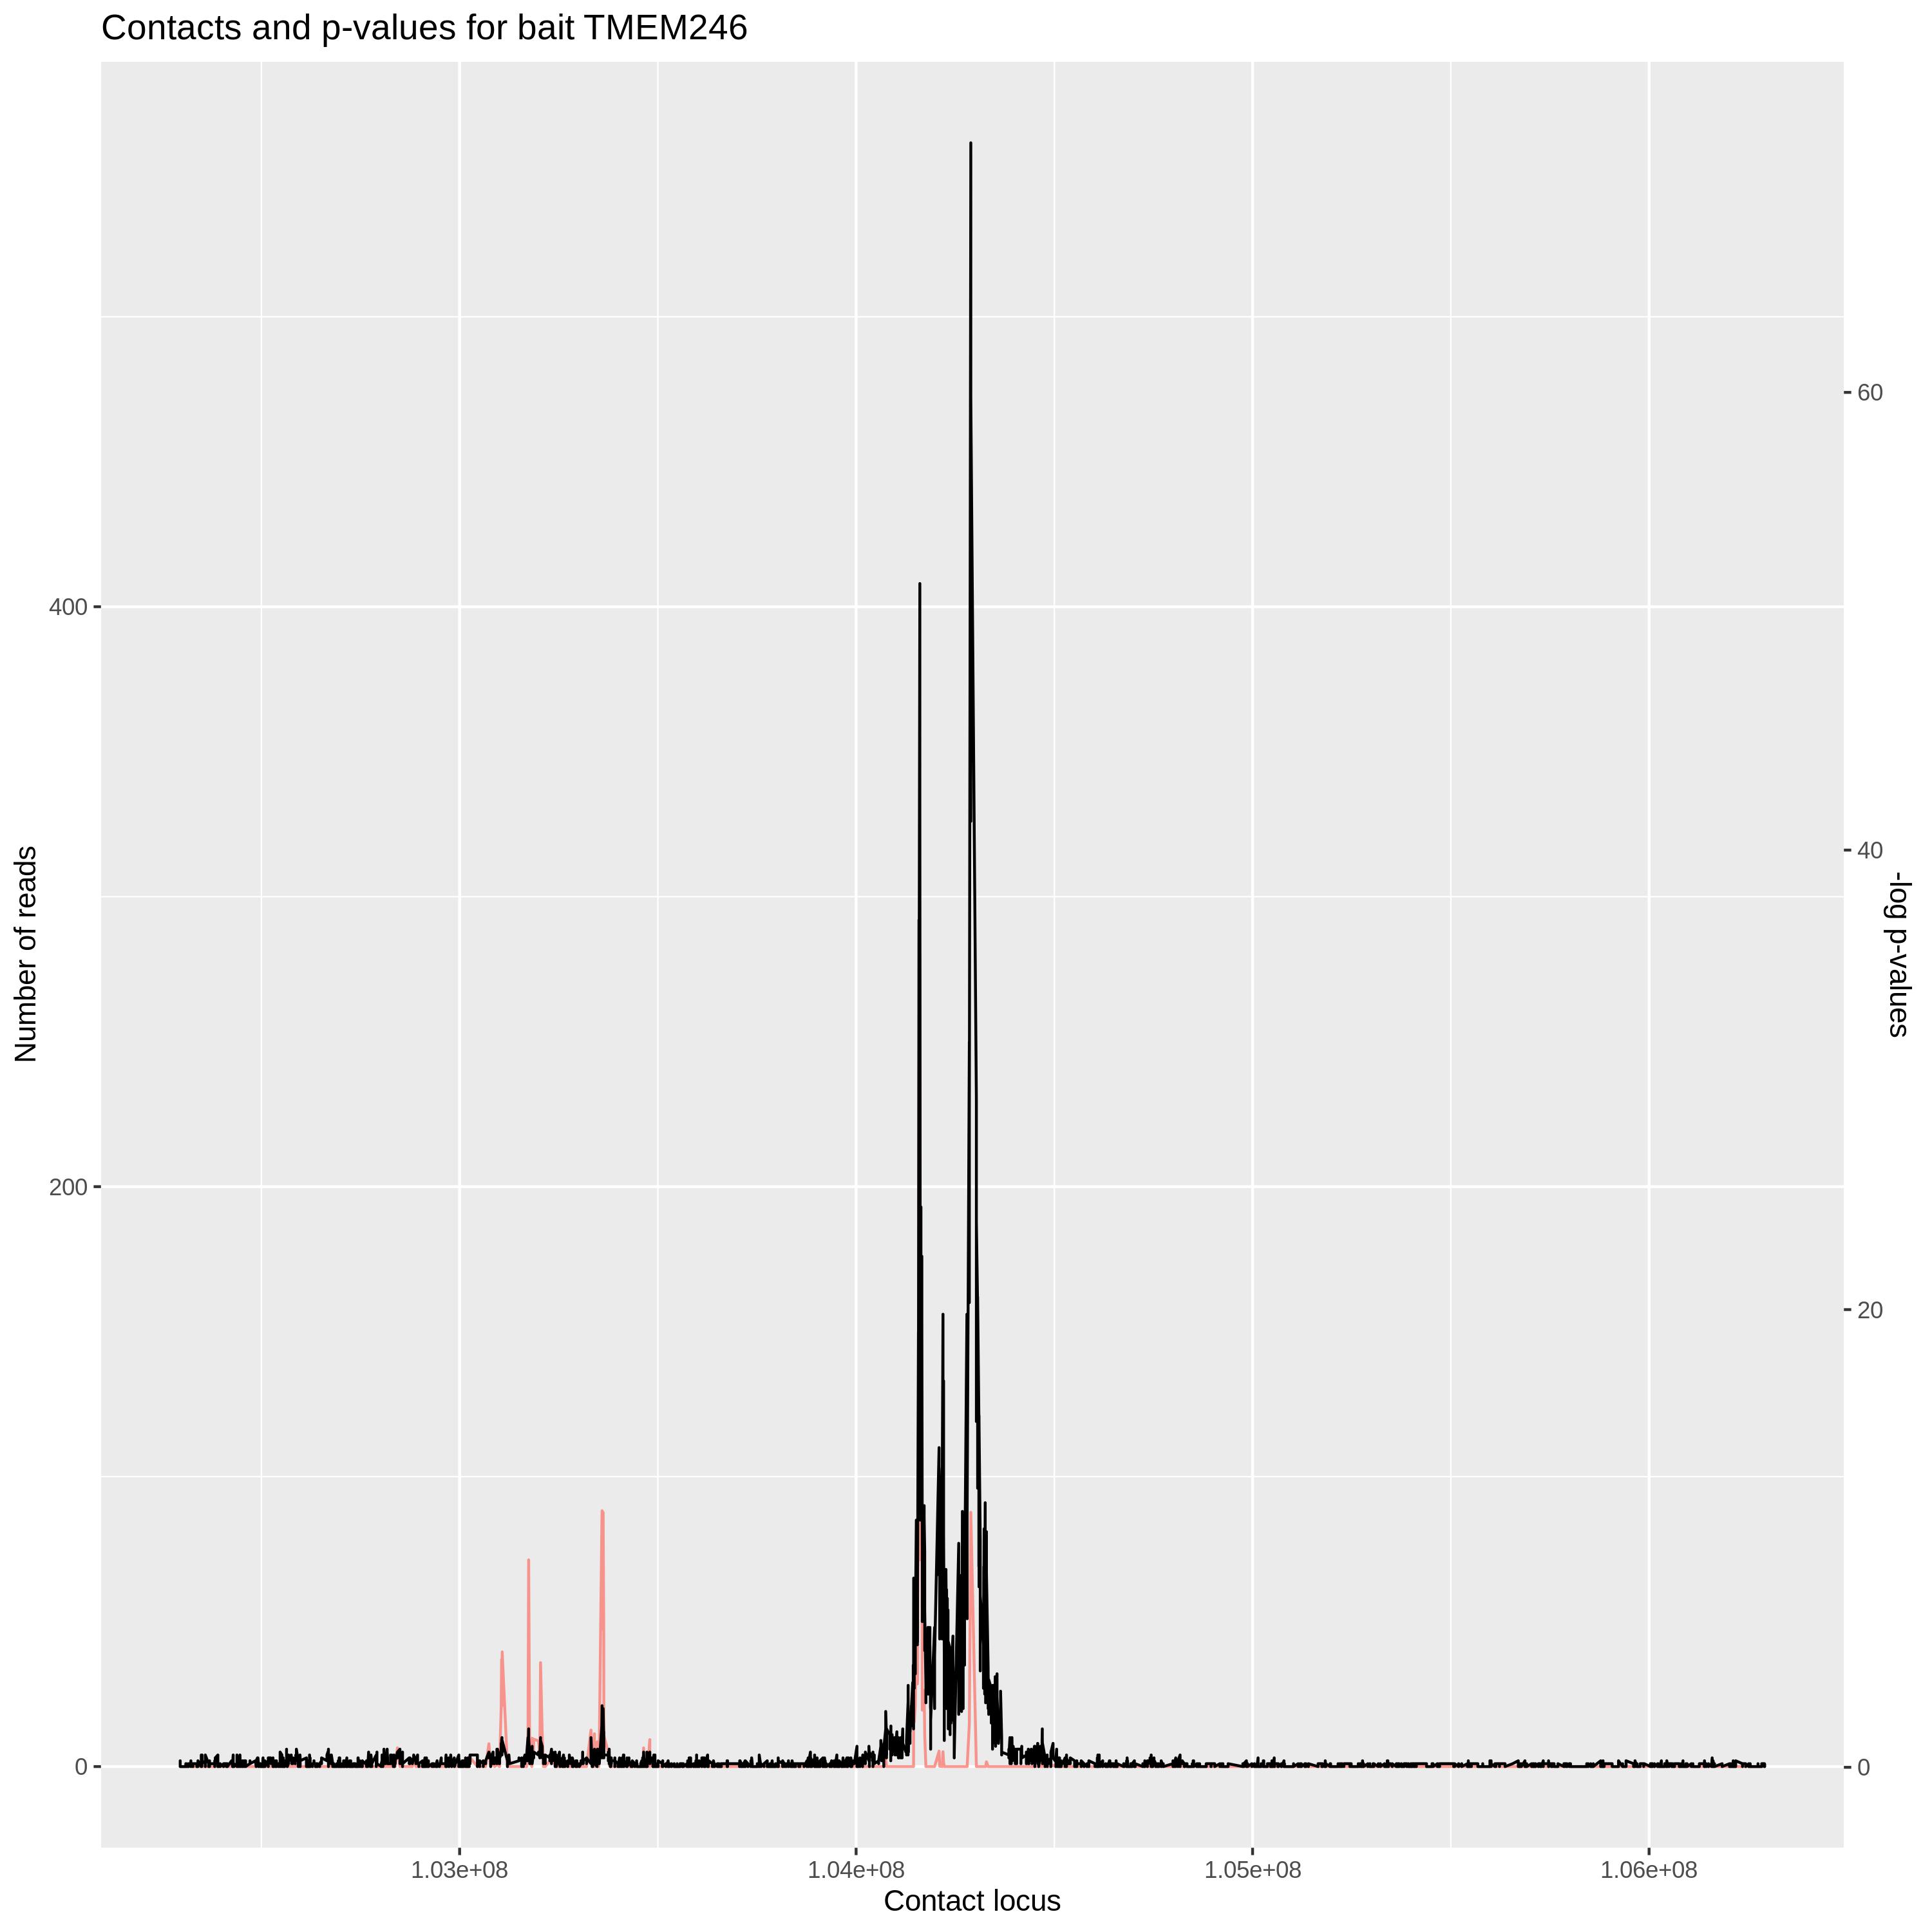 Contacts and p-values for bait TMEM246
Number of reads
400
200
0
60
40
20
0
-log p-values
1.03e+08
1.04e+08
1.05e+08
1.06e+08
Contact locus